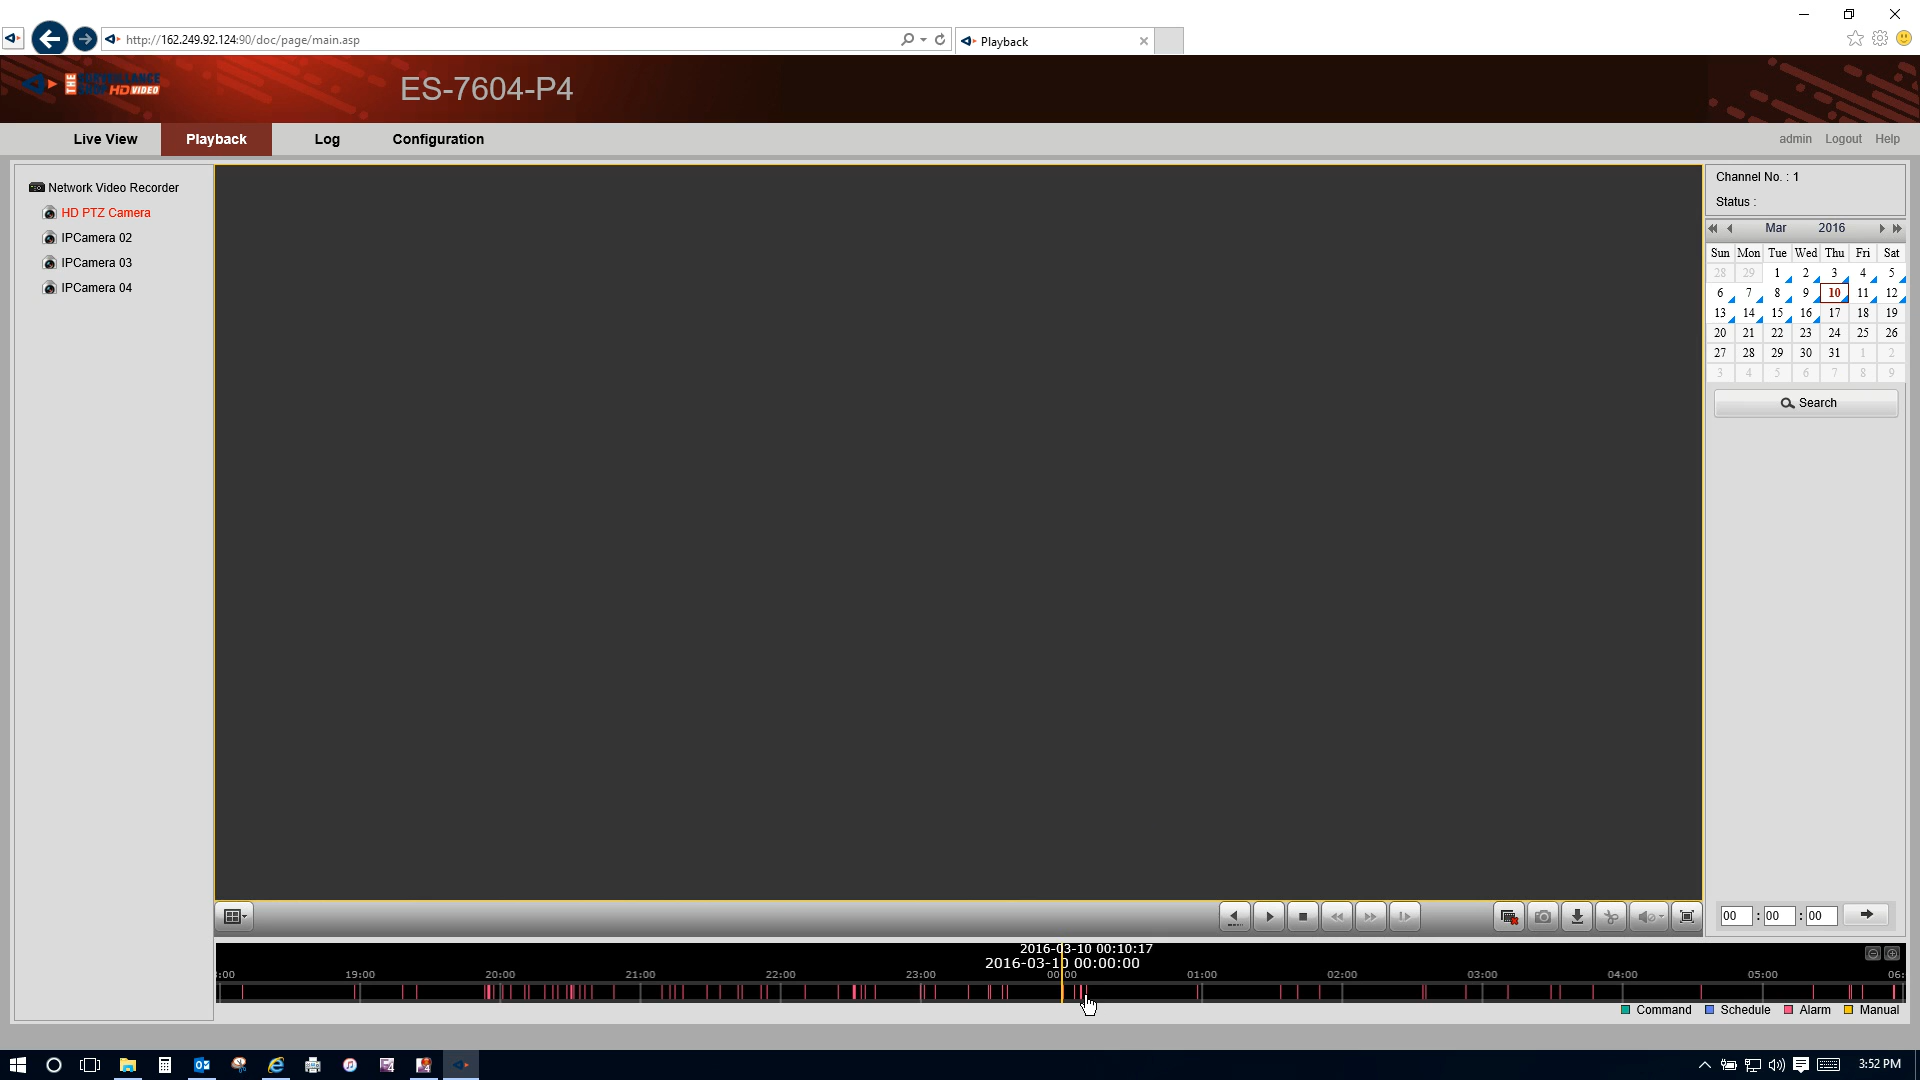 http://162.249.92.124:90/doc/page/main.asp
Playback
THE SURVEILLANCE SHOP HD VIDEO
ES-7604-P4
Live View Playback Log Configuration
admin Logout Help
Network Video Recorder
HD PTZ Camera
IPCamera 02
IPCamera 03
IPCamera 04
Channel No. : 1
Status :
Mar 2016
Sun Mon Tue Wed Thu Fri Sat
28 29 1 2 3 4 5
6 7 8 9 10 11 12
13 14 15 16 17 18 19
20 21 22 23 24 25 26
27 28 29 30 31 1 2
3 4 5 6 7 8 9
Search
00 : 00 : 00
2016-03-10 00:10:17
2016-03-10 00:00:00
:00 19:00 20:00 21:00 22:00 23:00 00:00 01:00 02:00 03:00 04:00 05:00 06:
Command Schedule Alarm Manual
3:52 PM